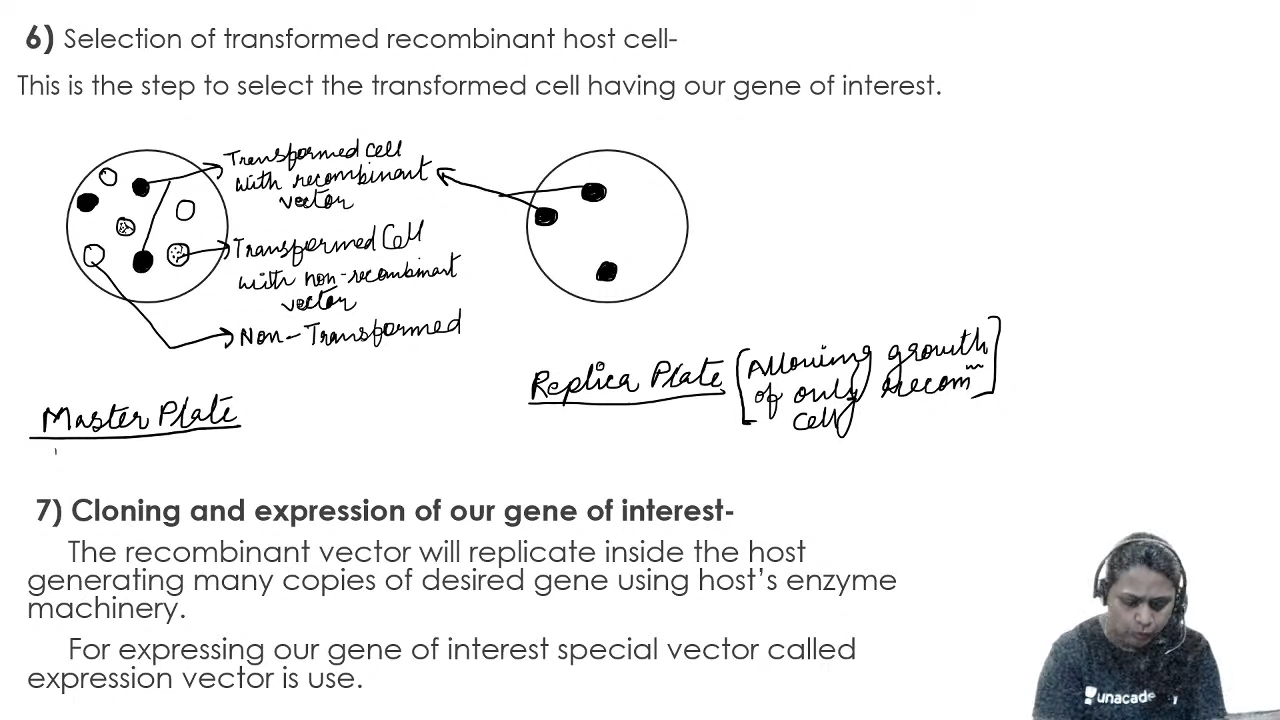 6) Selection of transformed recombinant host cell-
This is the step to select the transformed cell having our gene of interest.
Transformed cell
with recombinant
vector
Transformed Cell
with non-recombinant
vector
Non-Transformed
Master Plate
Replica Plate [Allowing growth
of only recom^m
cell]
7) Cloning and expression of our gene of interest-
The recombinant vector will replicate inside the host
generating many copies of desired gene using host's enzyme
machinery.
For expressing our gene of interest special vector called
expression vector is use.
unacade y